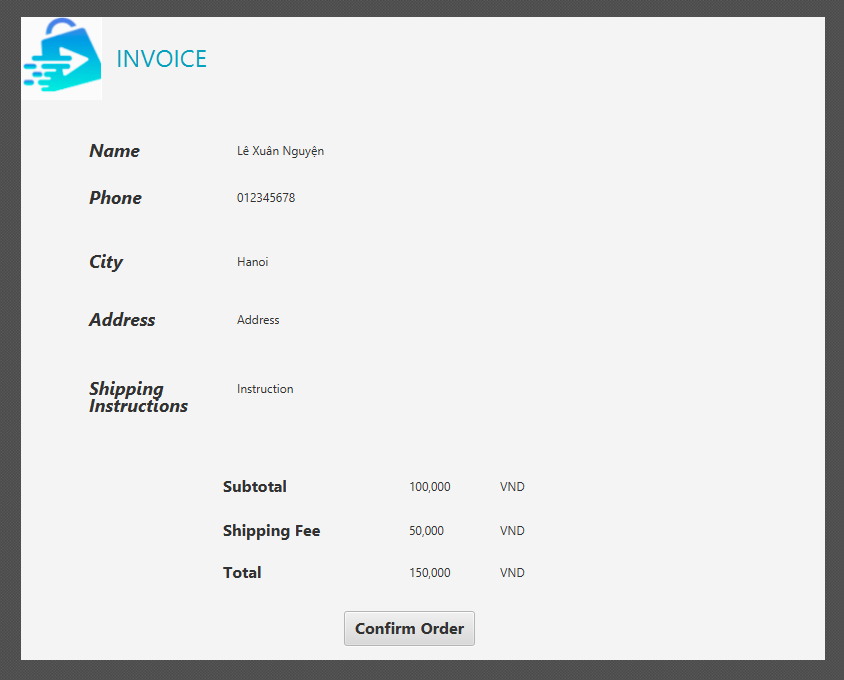 INVOICE
Name Lê Xuân Nguyện
Phone 012345678
City Hanoi
Address Address
Shipping Instruction
Instructions
Subtotal 100,000 VND
Shipping Fee 50,000 VND
Total 150,000 VND
Confirm Order